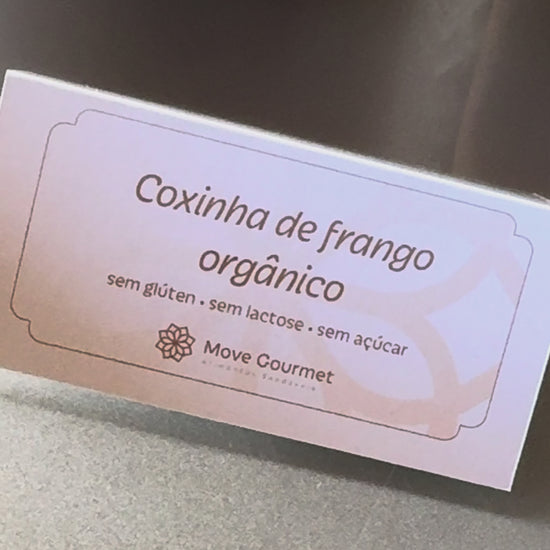 Coxinha de frango
orgânico
sem glúten • sem lactose • sem açúcar
Move Gourmet